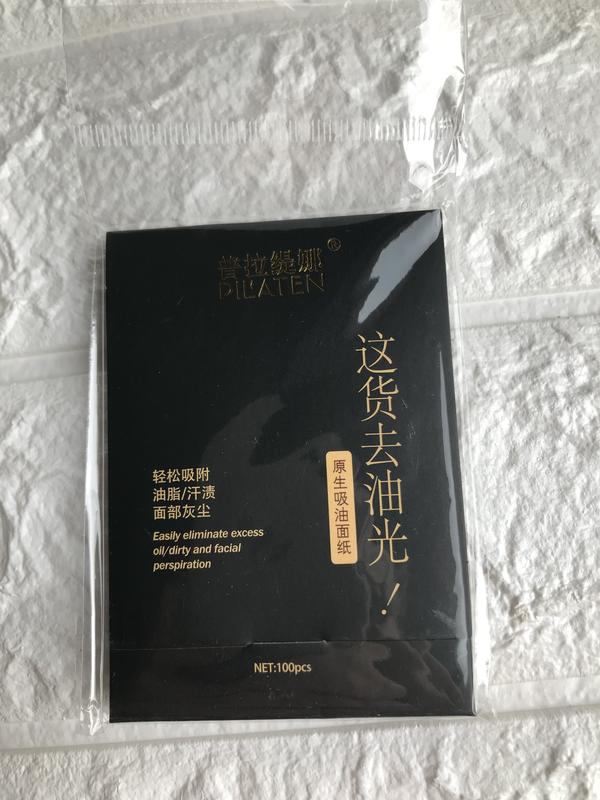 普拉缇娜®
PILATEN
这货去油光！
原生吸油面纸
轻松吸附
油脂/汗渍
面部灰尘
Easily eliminate excess
oil/dirty and facial
perspiration
NET:100pcs